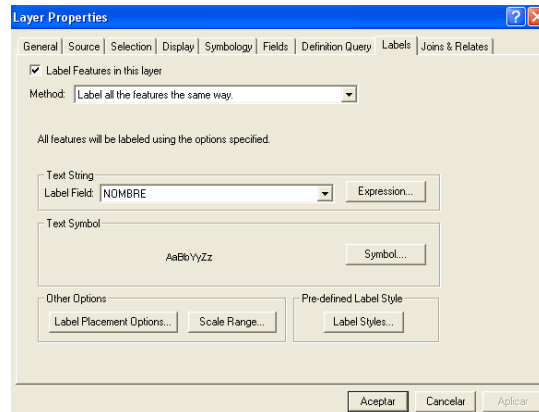 Layer Properties
General Source Selection Display Symbology Fields Definition Query Labels Joins & Relates
Label Features in this layer
Method: Label all the features the same way.
All features will be labeled using the options specified.
Text String
Label Field: NOMBRE Expression...
Text Symbol
AaBbYyZz Symbol...
Other Options Pre-defined Label Style
Label Placement Options... Scale Range... Label Styles...
Aceptar Cancelar Aplicar